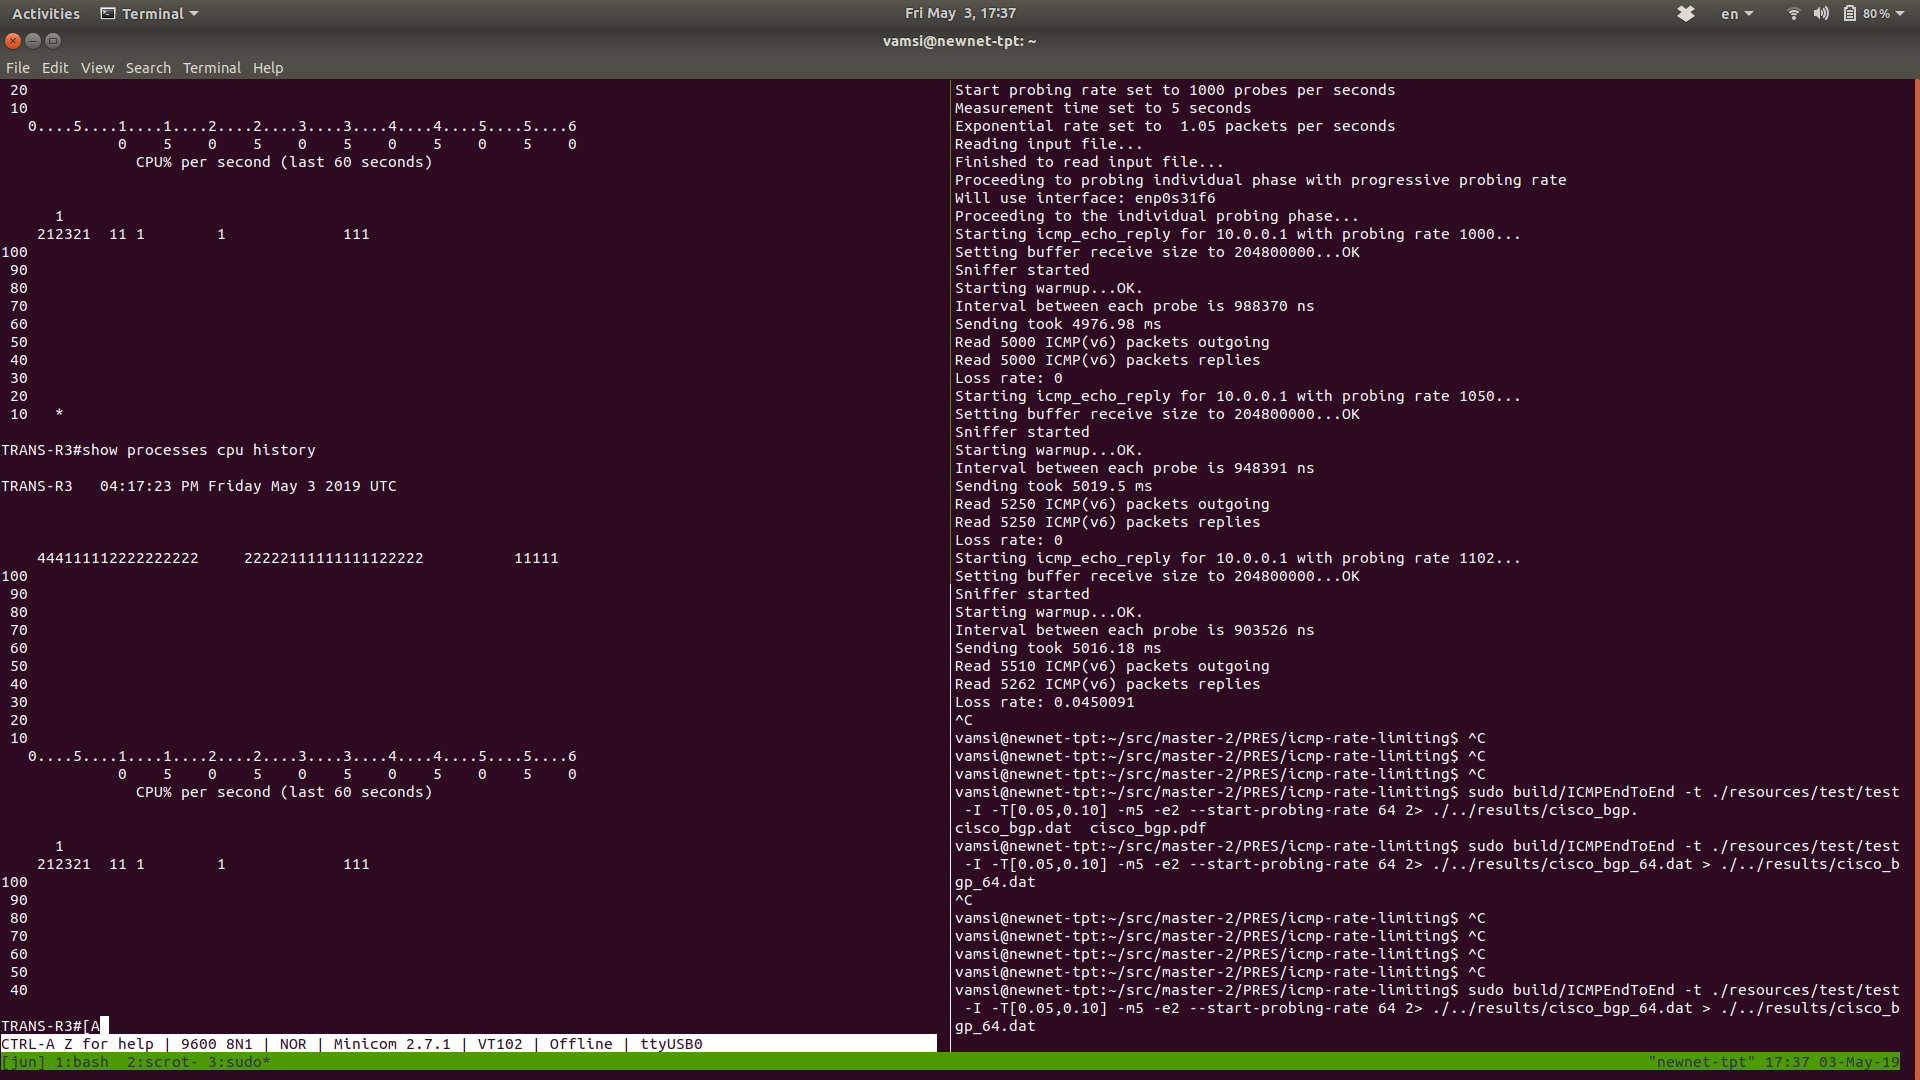 Activities Terminal Fri May 3, 17:37 en 80 %
vamsi@newnet-tpt: ~
File Edit View Search Terminal Help
 20
 10
   0....5....1....1....2....2....3....3....4....4....5....5....6
             0    5    0    5    0    5    0    5    0    5    0
               CPU% per second (last 60 seconds)
      1
    212321  11 1        1             111
100
 90
 80
 70
 60
 50
 40
 30
 20
 10   *
TRANS-R3#show processes cpu history
TRANS-R3   04:17:23 PM Friday May 3 2019 UTC
    444111112222222222     22222111111111122222          11111
100
 90
 80
 70
 60
 50
 40
 30
 20
 10
   0....5....1....1....2....2....3....3....4....4....5....5....6
             0    5    0    5    0    5    0    5    0    5    0
               CPU% per second (last 60 seconds)
      1
    212321  11 1        1             111
100
 90
 80
 70
 60
 50
 40
TRANS-R3#[A
CTRL-A Z for help | 9600 8N1 | NOR | Minicom 2.7.1 | VT102 | Offline | ttyUSB0
Start probing rate set to 1000 probes per seconds
Measurement time set to 5 seconds
Exponential rate set to  1.05 packets per seconds
Reading input file...
Finished to read input file...
Proceeding to probing individual phase with progressive probing rate
Will use interface: enp0s31f6
Proceeding to the individual probing phase...
Starting icmp_echo_reply for 10.0.0.1 with probing rate 1000...
Setting buffer receive size to 204800000...OK
Sniffer started
Starting warmup...OK.
Interval between each probe is 988370 ns
Sending took 4976.98 ms
Read 5000 ICMP(v6) packets outgoing
Read 5000 ICMP(v6) packets replies
Loss rate: 0
Starting icmp_echo_reply for 10.0.0.1 with probing rate 1050...
Setting buffer receive size to 204800000...OK
Sniffer started
Starting warmup...OK.
Interval between each probe is 948391 ns
Sending took 5019.5 ms
Read 5250 ICMP(v6) packets outgoing
Read 5250 ICMP(v6) packets replies
Loss rate: 0
Starting icmp_echo_reply for 10.0.0.1 with probing rate 1102...
Setting buffer receive size to 204800000...OK
Sniffer started
Starting warmup...OK.
Interval between each probe is 903526 ns
Sending took 5016.18 ms
Read 5510 ICMP(v6) packets outgoing
Read 5262 ICMP(v6) packets replies
Loss rate: 0.0450091
^C
vamsi@newnet-tpt:~/src/master-2/PRES/icmp-rate-limiting$ ^C
vamsi@newnet-tpt:~/src/master-2/PRES/icmp-rate-limiting$ ^C
vamsi@newnet-tpt:~/src/master-2/PRES/icmp-rate-limiting$ ^C
vamsi@newnet-tpt:~/src/master-2/PRES/icmp-rate-limiting$ sudo build/ICMPEndToEnd -t ./resources/test/test
 -I -T[0.05,0.10] -m5 -e2 --start-probing-rate 64 2> ./../results/cisco_bgp.
cisco_bgp.dat  cisco_bgp.pdf
vamsi@newnet-tpt:~/src/master-2/PRES/icmp-rate-limiting$ sudo build/ICMPEndToEnd -t ./resources/test/test
 -I -T[0.05,0.10] -m5 -e2 --start-probing-rate 64 2> ./../results/cisco_bgp_64.dat > ./../results/cisco_b
gp_64.dat
^C
vamsi@newnet-tpt:~/src/master-2/PRES/icmp-rate-limiting$ ^C
vamsi@newnet-tpt:~/src/master-2/PRES/icmp-rate-limiting$ ^C
vamsi@newnet-tpt:~/src/master-2/PRES/icmp-rate-limiting$ ^C
vamsi@newnet-tpt:~/src/master-2/PRES/icmp-rate-limiting$ ^C
vamsi@newnet-tpt:~/src/master-2/PRES/icmp-rate-limiting$ sudo build/ICMPEndToEnd -t ./resources/test/test
 -I -T[0.05,0.10] -m5 -e2 --start-probing-rate 64 2> ./../results/cisco_bgp_64.dat > ./../results/cisco_b
gp_64.dat
[jun] 1:bash  2:scrot- 3:sudo* "newnet-tpt" 17:37 03-May-19